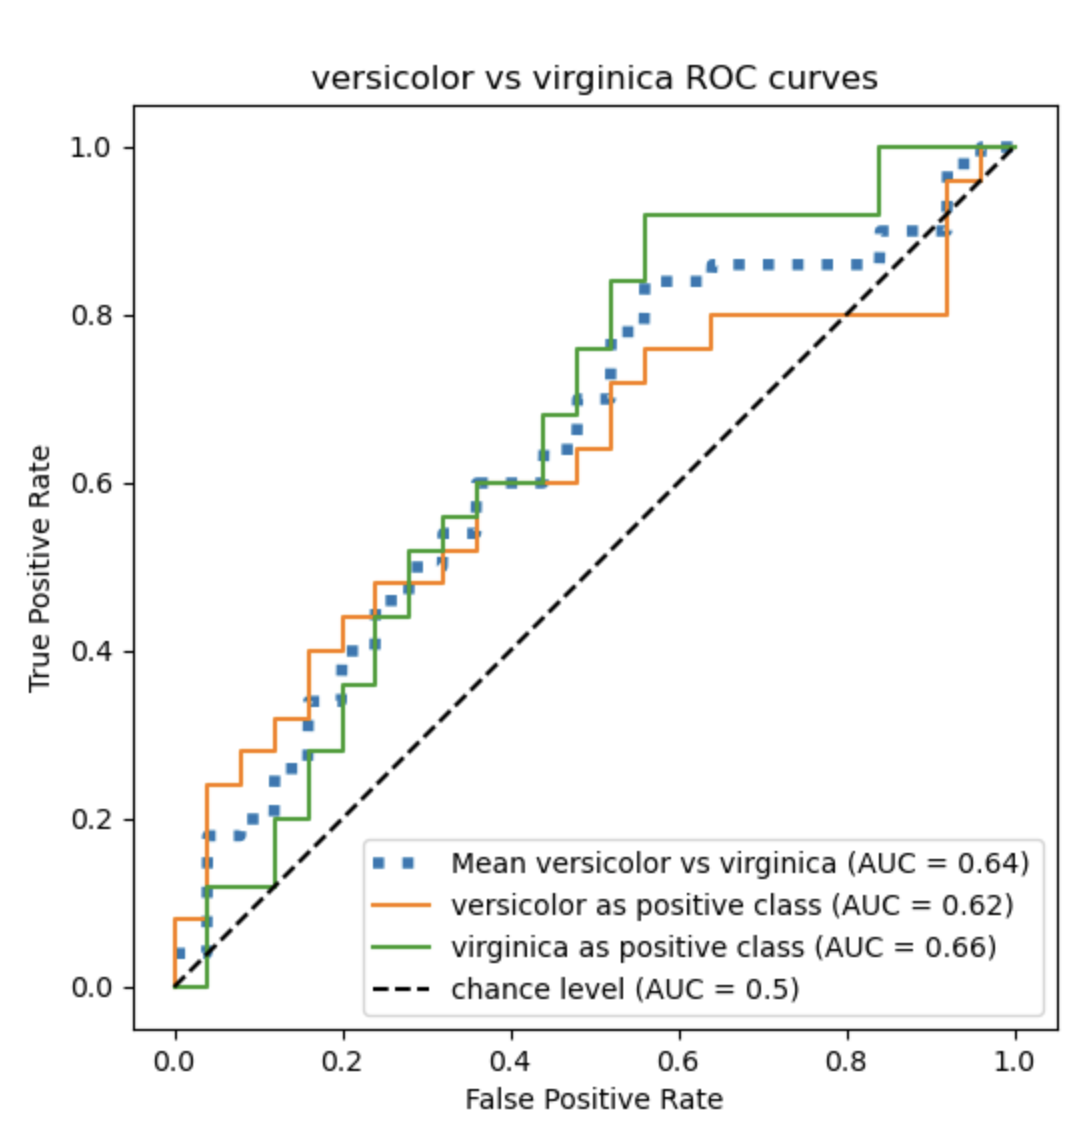 versicolor vs virginica ROC curves
1.0
0.8
0.6
0.4
0.2
0.0
True Positive Rate
Mean versicolor vs virginica (AUC = 0.64)
versicolor as positive class (AUC = 0.62)
virginica as positive class (AUC = 0.66)
chance level (AUC = 0.5)
0.0 0.2 0.4 0.6 0.8 1.0
False Positive Rate